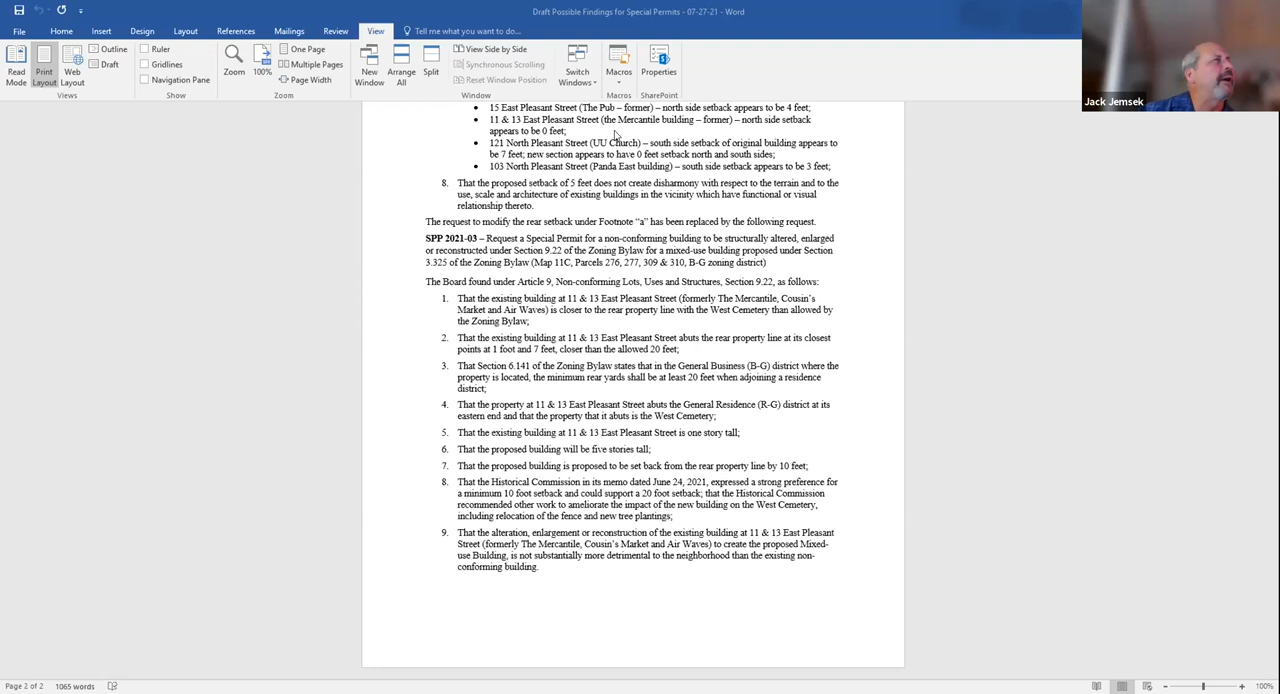 Draft Possible Findings for Special Permits - 07-27-21 - Word
File Home Insert Design Layout References Mailings Review View Tell me what you want to do...
Read Mode
Print Layout
Web Layout
Outline
Draft
Views
Ruler
Gridlines
Navigation Pane
Show
Zoom
100%
One Page
Multiple Pages
Page Width
Zoom
New Window
Arrange All
Split
View Side by Side
Synchronous Scrolling
Reset Window Position
Window
Switch Windows
Macros
Macros
Properties
SharePoint
Jack Jemsek
• 15 East Pleasant Street (The Pub – former) – north side setback appears to be 4 feet;
• 11 & 13 East Pleasant Street (the Mercantile building – former) – north side setback
appears to be 0 feet;
• 121 North Pleasant Street (UU Church) – south side setback of original building appears to
be 7 feet; new section appears to have 0 feet setback north and south sides;
• 103 North Pleasant Street (Panda East building) – south side setback appears to be 3 feet;
8. That the proposed setback of 5 feet does not create disharmony with respect to the terrain and to the
use, scale and architecture of existing buildings in the vicinity which have functional or visual
relationship thereto.
The request to modify the rear setback under Footnote “a” has been replaced by the following request.
SPP 2021-03 – Request a Special Permit for a non-conforming building to be structurally altered, enlarged
or reconstructed under Section 9.22 of the Zoning Bylaw for a mixed-use building proposed under Section
3.325 of the Zoning Bylaw (Map 11C, Parcels 276, 277, 309 & 310, B-G zoning district)
The Board found under Article 9, Non-conforming Lots, Uses and Structures, Section 9.22, as follows:
1. That the existing building at 11 & 13 East Pleasant Street (formerly The Mercantile, Cousin’s
Market and Air Waves) is closer to the rear property line with the West Cemetery than allowed by
the Zoning Bylaw;
2. That the existing building at 11 & 13 East Pleasant Street abuts the rear property line at its closest
points at 1 foot and 7 feet, closer than the allowed 20 feet;
3. That Section 6.141 of the Zoning Bylaw states that in the General Business (B-G) district where the
property is located, the minimum rear yards shall be at least 20 feet when adjoining a residence
district;
4. That the property at 11 & 13 East Pleasant Street abuts the General Residence (R-G) district at its
eastern end and that the property that it abuts is the West Cemetery;
5. That the existing building at 11 & 13 East Pleasant Street is one story tall;
6. That the proposed building will be five stories tall;
7. That the proposed building is proposed to be set back from the rear property line by 10 feet;
8. That the Historical Commission in its memo dated June 24, 2021, expressed a strong preference for
a minimum 10 foot setback and could support a 20 foot setback; that the Historical Commission
recommended other work to ameliorate the impact of the new building on the West Cemetery,
including relocation of the fence and new tree plantings;
9. That the alteration, enlargement or reconstruction of the existing building at 11 & 13 East Pleasant
Street (formerly The Mercantile, Cousin’s Market and Air Waves) to create the proposed Mixed-
use Building, is not substantially more detrimental to the neighborhood than the existing non-
conforming building.
Page 2 of 2 1065 words 100%